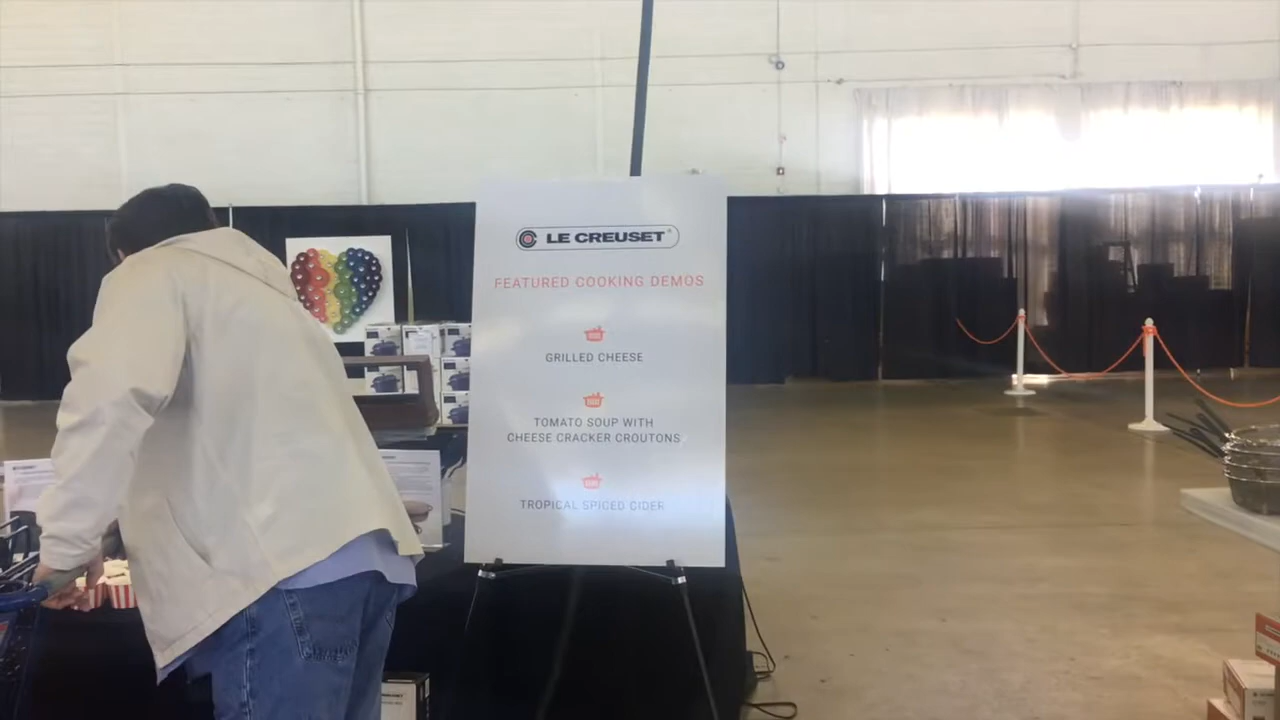 LE CREUSET®
FEATURED COOKING DEMOS
GRILLED CHEESE
TOMATO SOUP WITH
CHEESE CRACKER CROUTONS
TROPICAL SPICED CIDER